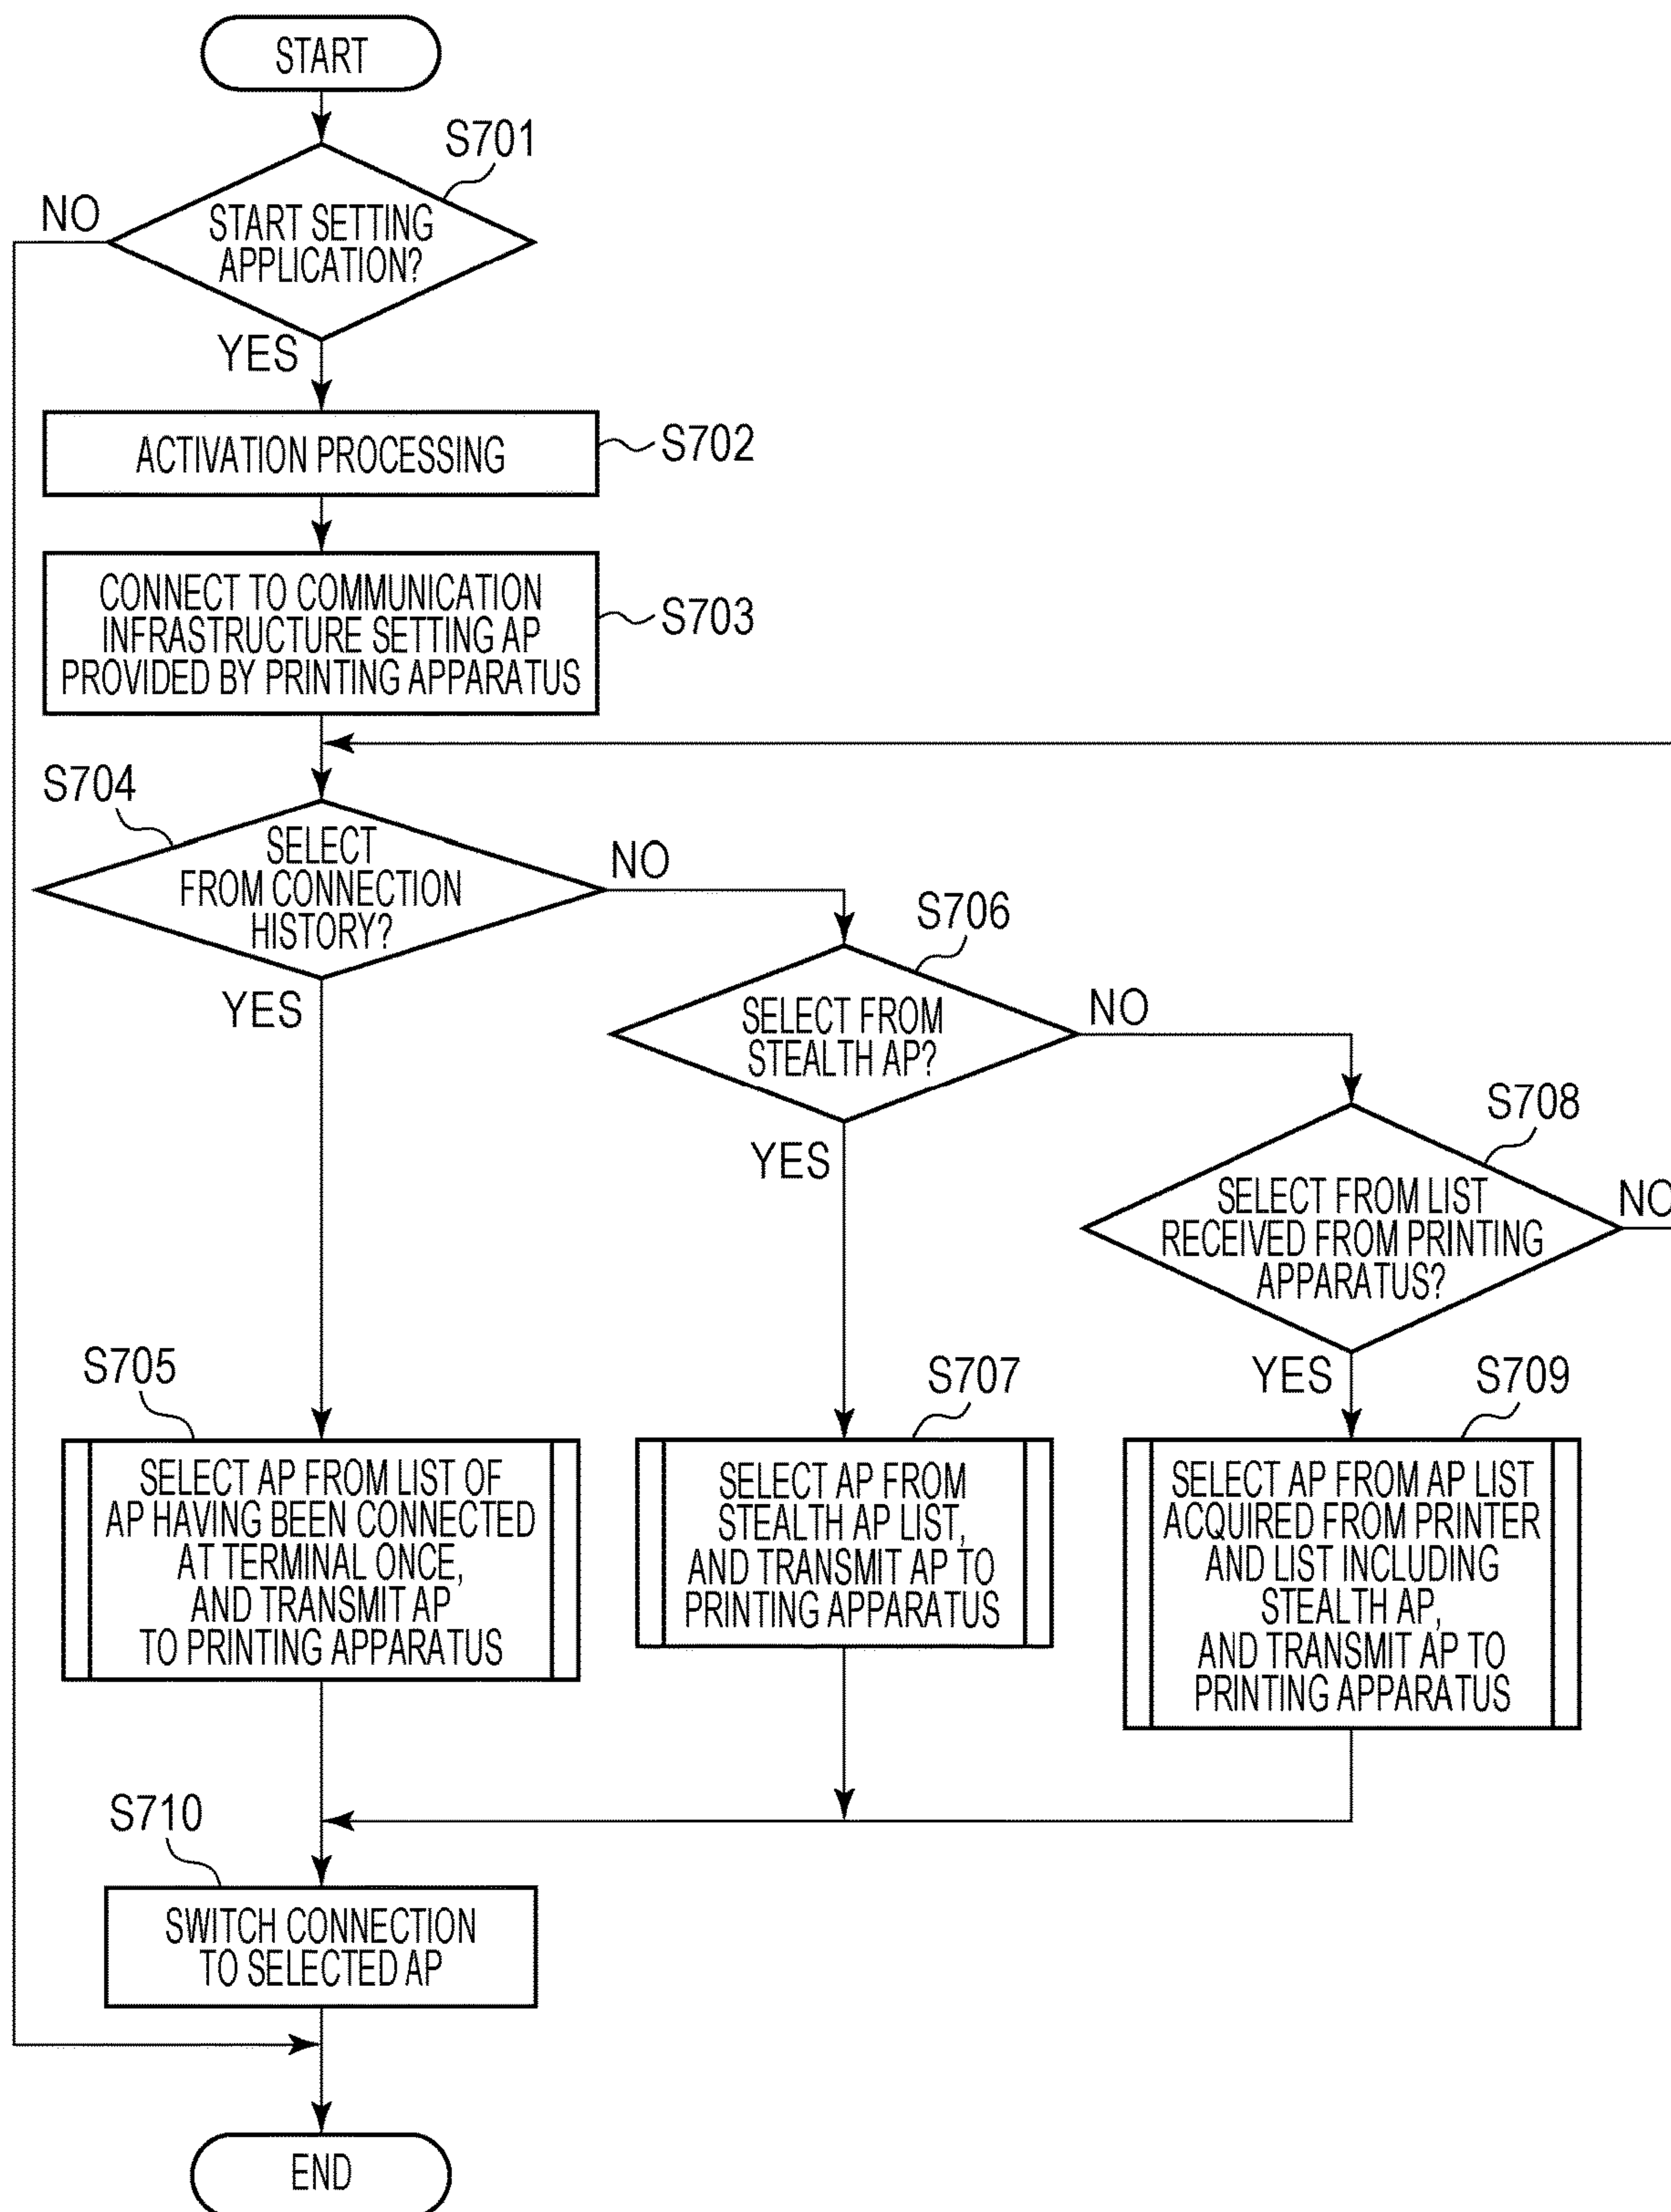 START
S701
NO
START SETTING
APPLICATION?
YES
ACTIVATION PROCESSING
S702
CONNECT TO COMMUNICATION
INFRASTRUCTURE SETTING AP
PROVIDED BY PRINTING APPARATUS
S703
S704
SELECT
FROM CONNECTION
HISTORY?
NO
YES
S706
SELECT FROM
STEALTH AP?
NO
YES
S708
SELECT FROM LIST
RECEIVED FROM PRINTING
APPARATUS?
NO
YES
S705
SELECT AP FROM LIST OF
AP HAVING BEEN CONNECTED
AT TERMINAL ONCE,
AND TRANSMIT AP
TO PRINTING APPARATUS
S707
SELECT AP FROM
STEALTH AP LIST,
AND TRANSMIT AP TO
PRINTING APPARATUS
S709
SELECT AP FROM AP LIST
ACQUIRED FROM PRINTER
AND LIST INCLUDING
STEALTH AP,
AND TRANSMIT AP TO
PRINTING APPARATUS
S710
SWITCH CONNECTION
TO SELECTED AP
END